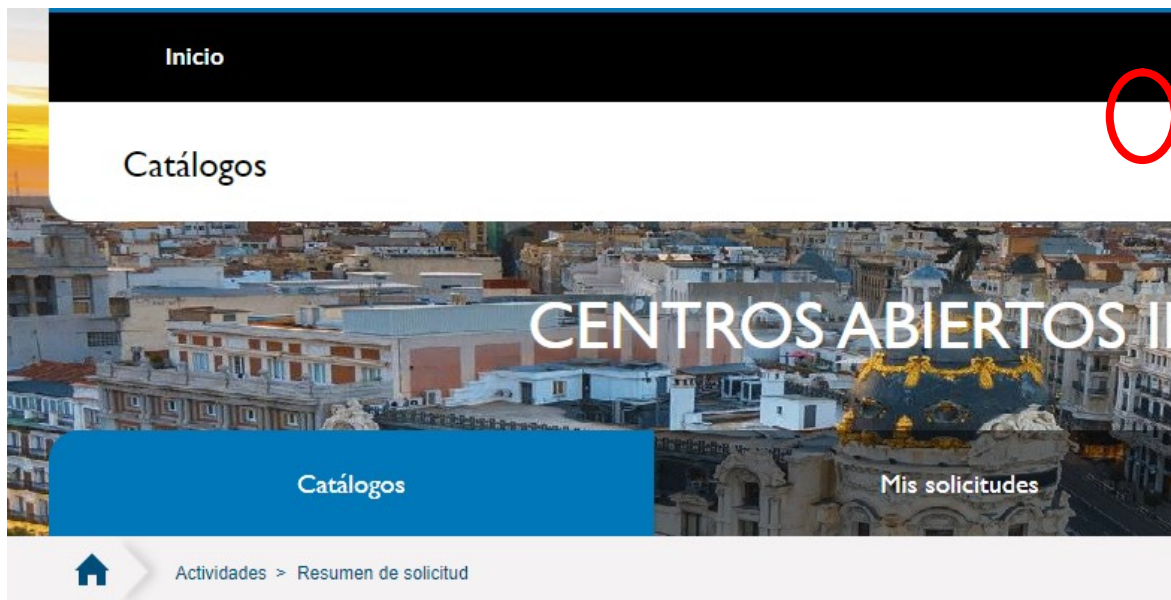 Inicio
Catálogos
CENTROS ABIERTOS
Catálogos
Mis solicitudes
Actividades > Resumen de solicitud